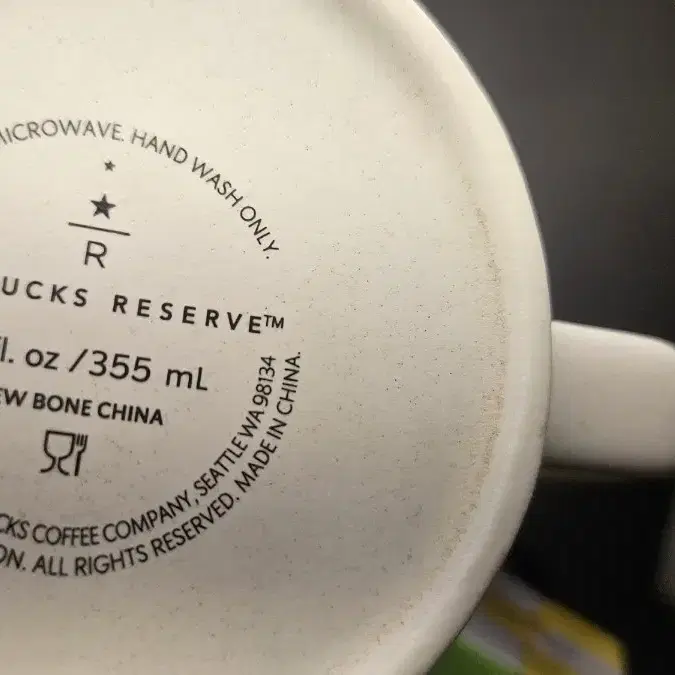 MICROWAVE. HAND WASH ONLY.
R
UCKS RESERVE™
l. oz /355 mL
EW BONE CHINA
CKS COFFEE COMPANY, SEATTLE WA 98134
ON. ALL RIGHTS RESERVED. MADE IN CHINA.